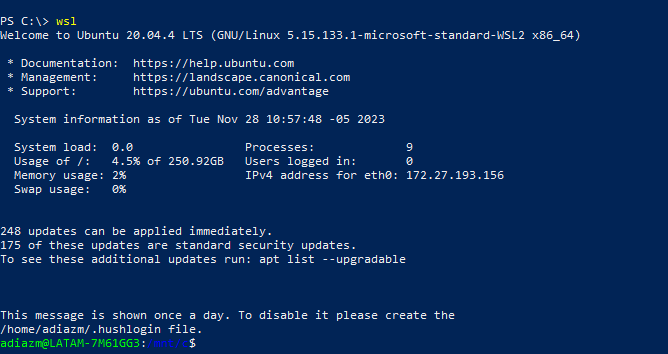 PS C:\> wsl
Welcome to Ubuntu 20.04.4 LTS (GNU/Linux 5.15.133.1-microsoft-standard-WSL2 x86_64)
* Documentation: https://help.ubuntu.com
* Management: https://landscape.canonical.com
* Support: https://ubuntu.com/advantage
System information as of Tue Nov 28 10:57:48 -05 2023
System load: 0.0 Processes: 9
Usage of /: 4.5% of 250.92GB Users logged in: 0
Memory usage: 2% IPv4 address for eth0: 172.27.193.156
Swap usage: 0%
248 updates can be applied immediately.
175 of these updates are standard security updates.
To see these additional updates run: apt list --upgradable
This message is shown once a day. To disable it please create the
/home/adiazm/.hushlogin file.
adiazm@LATAM-7M61GG3:/mnt/c$